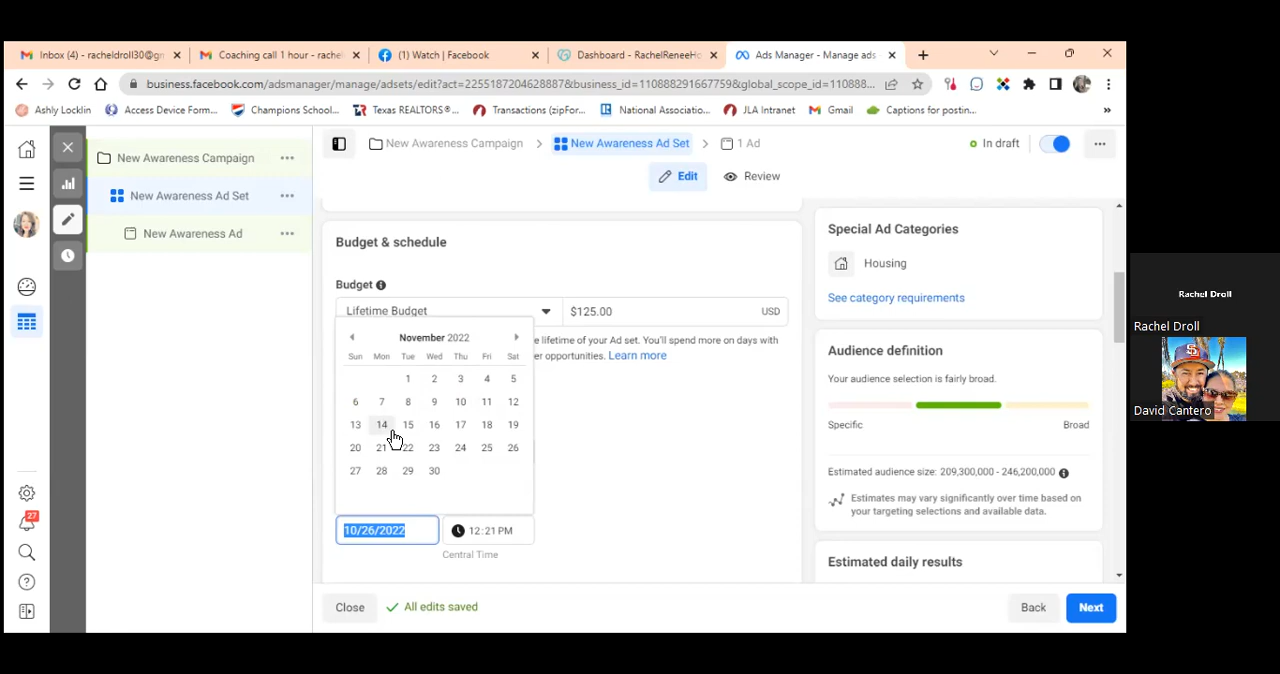 Inbox (4) - racheldroll30@gm
Coaching call 1 hour - rache
(1) Watch | Facebook
Dashboard - RachelReneeHo
Ads Manager - Manage ads
business.facebook.com/adsmanager/manage/adsets/edit?act=22551872046288​87&business_id=110888291667759&global_scope_id=110888...
Ashly Locklin
Access Device Form...
Champions School...
Texas REALTORS®...
Transactions (zipFor...
National Associatio...
JLA Intranet
Gmail
Captions for postin...
»
New Awareness Campaign
New Awareness Ad Set
1 Ad
In draft
Edit
Review
New Awareness Campaign
New Awareness Ad Set
New Awareness Ad
27
Budget & schedule
Budget
Lifetime Budget
$125.00
USD
e lifetime of your Ad set. You'll spend more on days with
er opportunities. Learn more
November 2022
Sun Mon Tue Wed Thu Fri Sat
1 2 3 4 5
6 7 8 9 10 11 12
13 14 15 16 17 18 19
20 21 22 23 24 25 26
27 28 29 30
10/26/2022
12:21 PM
Central Time
Close
All edits saved
Back
Next
Special Ad Categories
Housing
See category requirements
Audience definition
Your audience selection is fairly broad.
Specific
Broad
Estimated audience size: 209,300,000 - 246,200,000
Estimates may vary significantly over time based on
your targeting selections and available data.
Estimated daily results
Rachel Droll
Rachel Droll
David Cantero